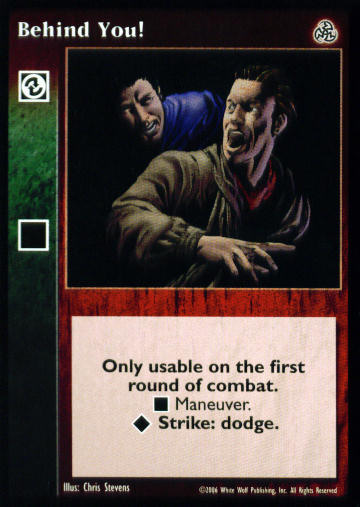 Behind You!
Only usable on the first
round of combat.
Maneuver.
Strike: dodge.
Illus: Chris Stevens
©2006 White Wolf Publishing, Inc. All Rights Reserved